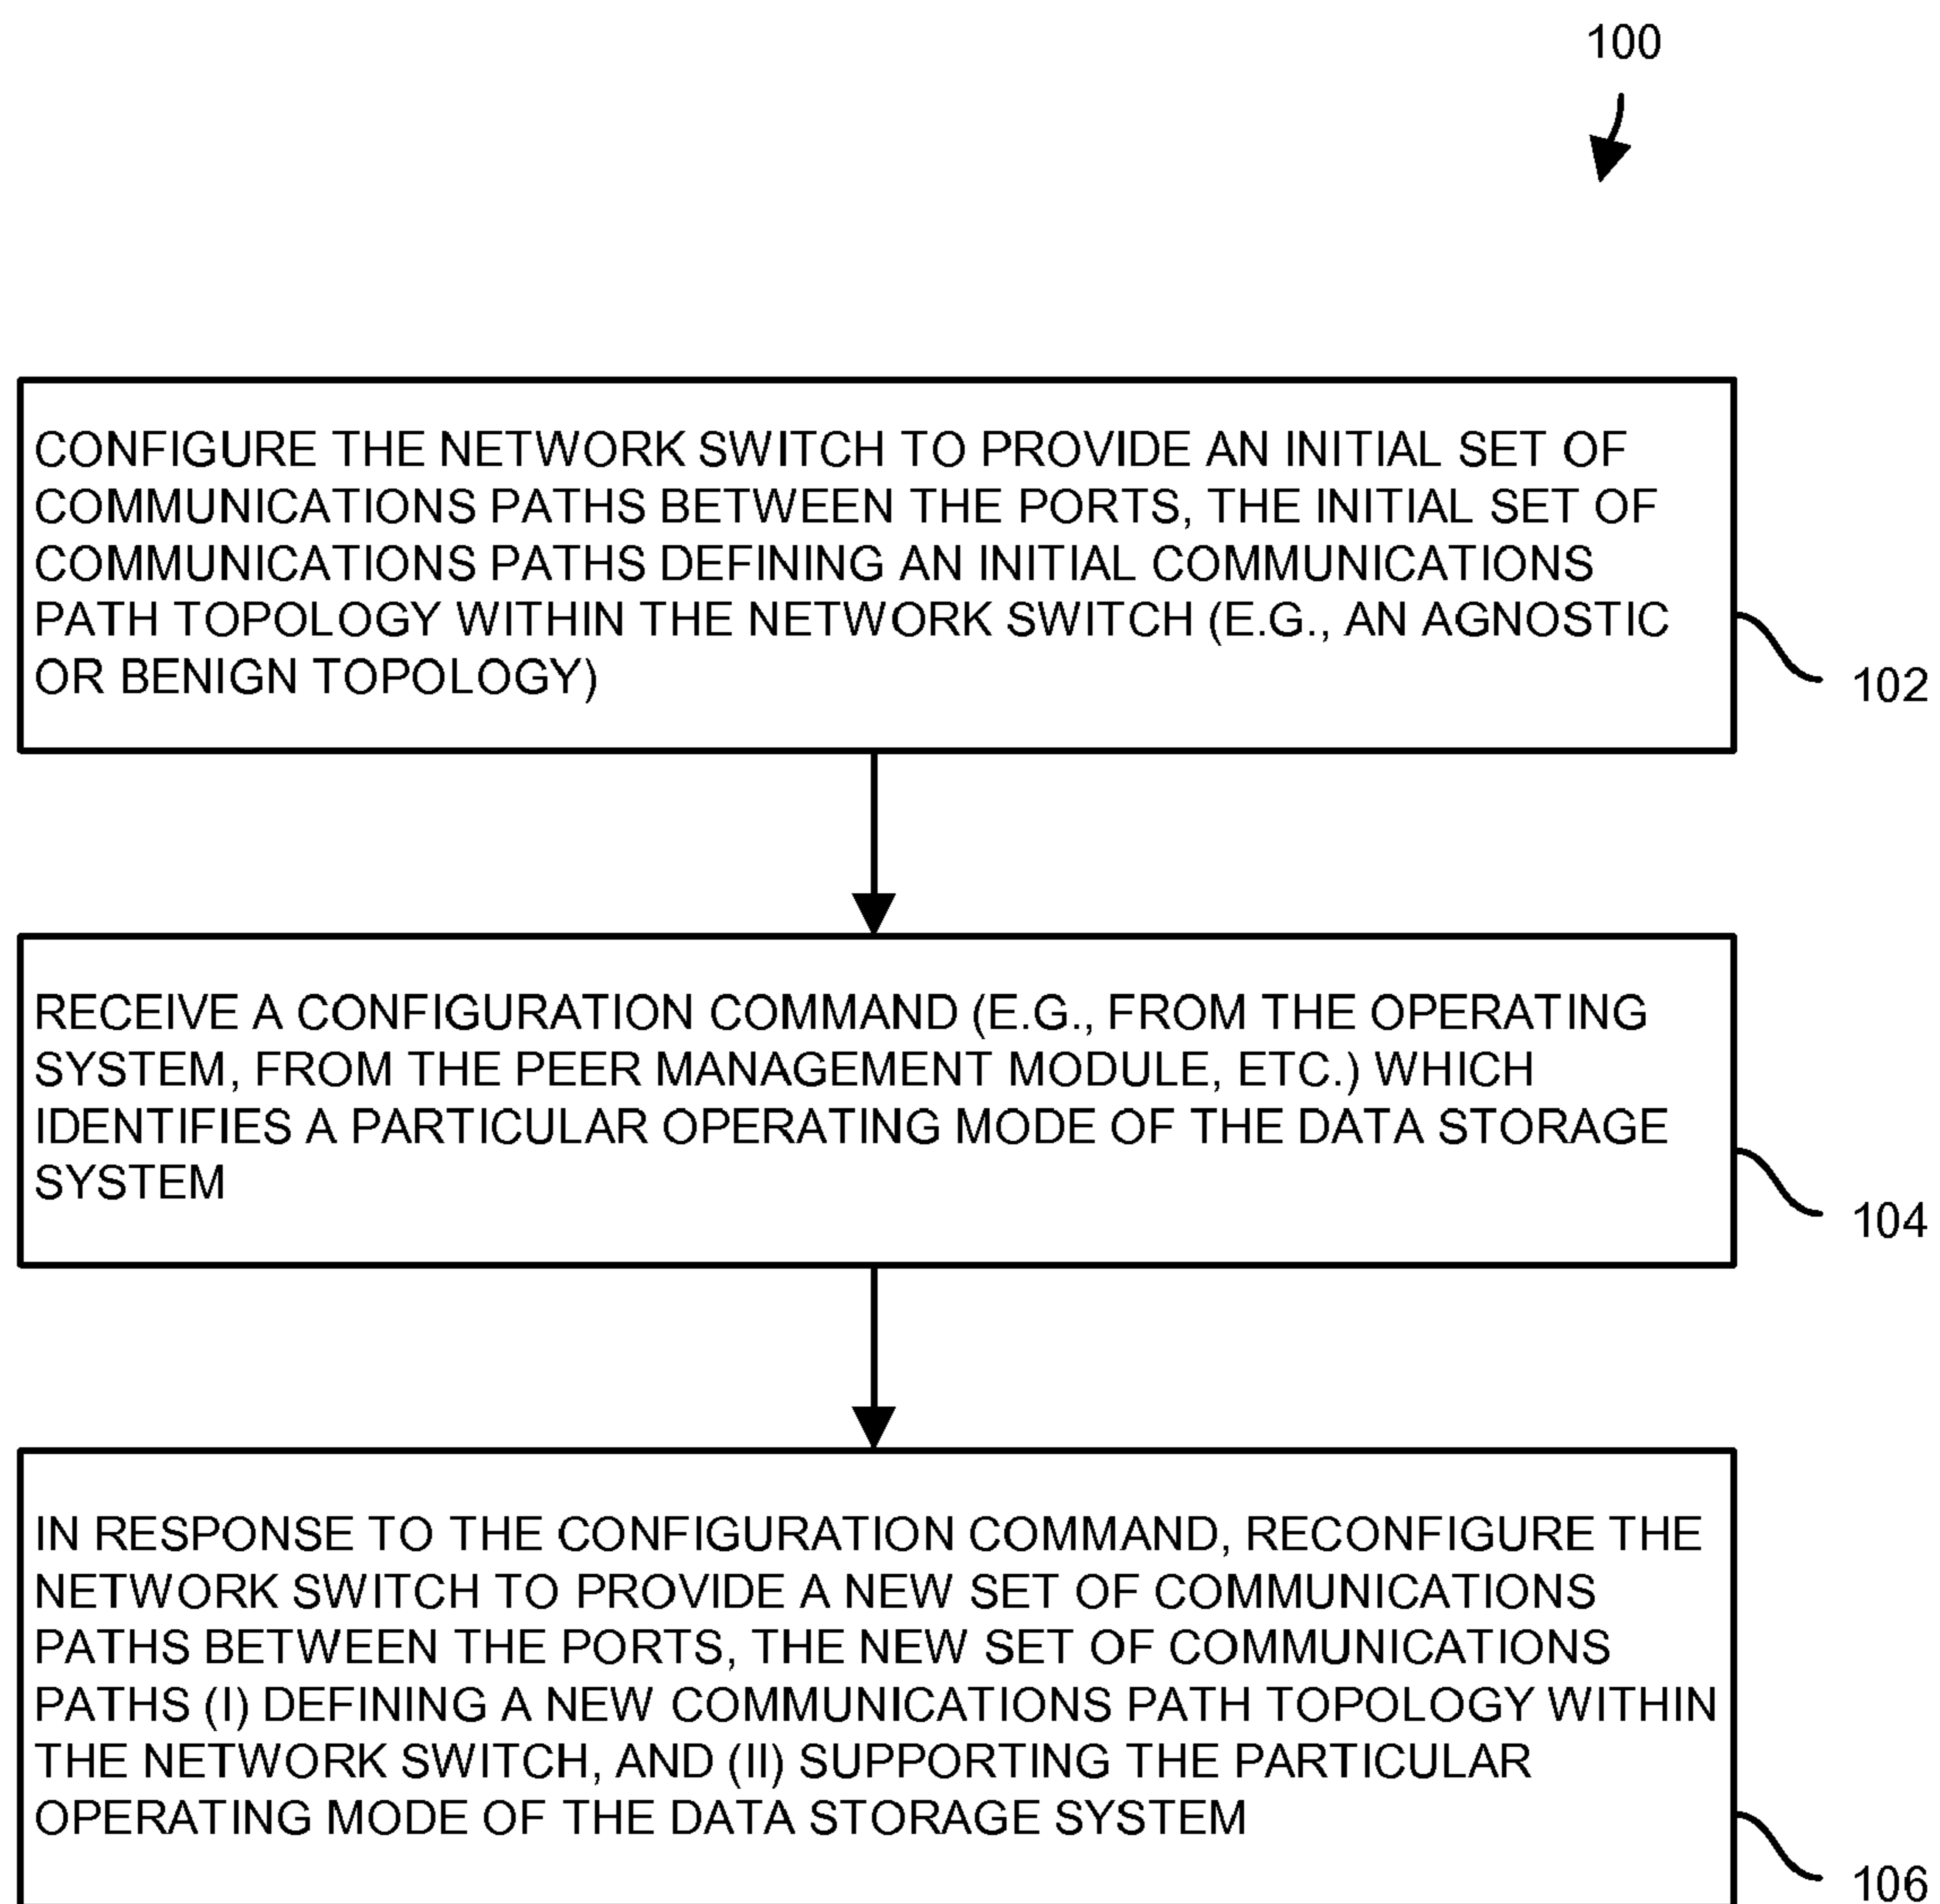 100
CONFIGURE THE NETWORK SWITCH TO PROVIDE AN INITIAL SET OF
COMMUNICATIONS PATHS BETWEEN THE PORTS, THE INITIAL SET OF
COMMUNICATIONS PATHS DEFINING AN INITIAL COMMUNICATIONS
PATH TOPOLOGY WITHIN THE NETWORK SWITCH (E.G., AN AGNOSTIC
OR BENIGN TOPOLOGY)
102
RECEIVE A CONFIGURATION COMMAND (E.G., FROM THE OPERATING
SYSTEM, FROM THE PEER MANAGEMENT MODULE, ETC.) WHICH
IDENTIFIES A PARTICULAR OPERATING MODE OF THE DATA STORAGE
SYSTEM
104
IN RESPONSE TO THE CONFIGURATION COMMAND, RECONFIGURE THE
NETWORK SWITCH TO PROVIDE A NEW SET OF COMMUNICATIONS
PATHS BETWEEN THE PORTS, THE NEW SET OF COMMUNICATIONS
PATHS (I) DEFINING A NEW COMMUNICATIONS PATH TOPOLOGY WITHIN
THE NETWORK SWITCH, AND (II) SUPPORTING THE PARTICULAR
OPERATING MODE OF THE DATA STORAGE SYSTEM
106